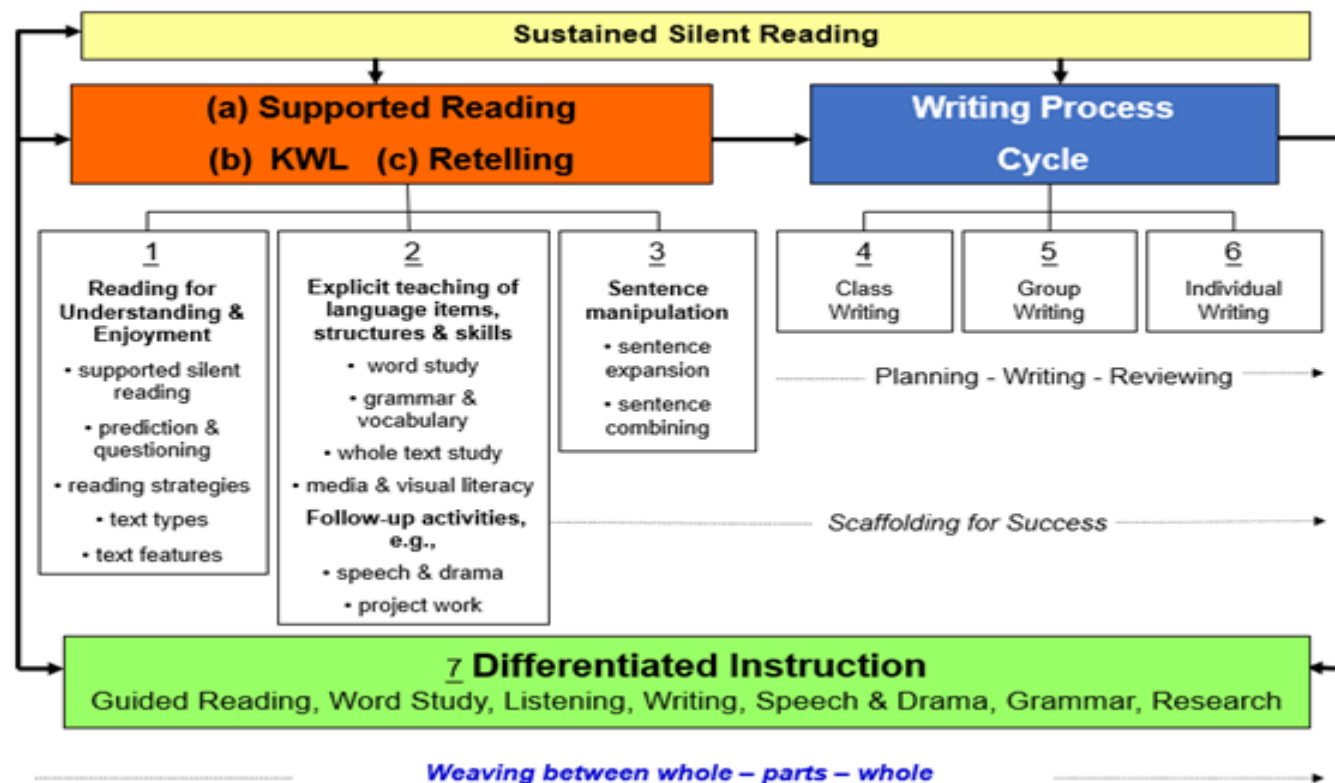 Sustained Silent Reading
(a) Supported Reading
(b) KWL (c) Retelling
Writing Process
Cycle
1
Reading for
Understanding &
Enjoyment
• supported silent
reading
• prediction &
questioning
• reading strategies
• text types
• text features
2
Explicit teaching of
language items,
structures & skills
• word study
• grammar &
vocabulary
• whole text study
• media & visual literacy
Follow-up activities,
e.g.,
• speech & drama
• project work
3
Sentence
manipulation
• sentence
expansion
• sentence
combining
4
Class
Writing
5
Group
Writing
6
Individual
Writing
Planning - Writing - Reviewing
Scaffolding for Success
7 Differentiated Instruction
Guided Reading, Word Study, Listening, Writing, Speech & Drama, Grammar, Research
Weaving between whole – parts – whole